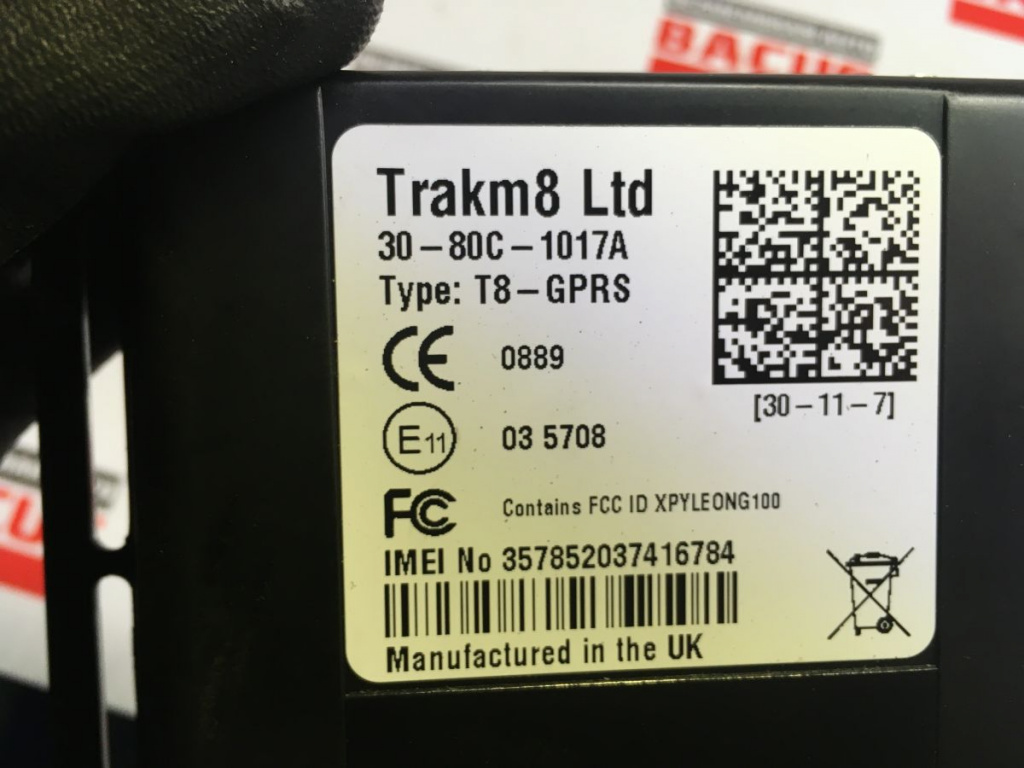 BACU
Trakm8 Ltd
30-80C-1017A
Type: T8-GPRS
CE 0889
[30-11-7]
E11 03 5708
FC Contains FCC ID XPYLEONG100
IMEI No 357852037416784
Manufactured in the UK